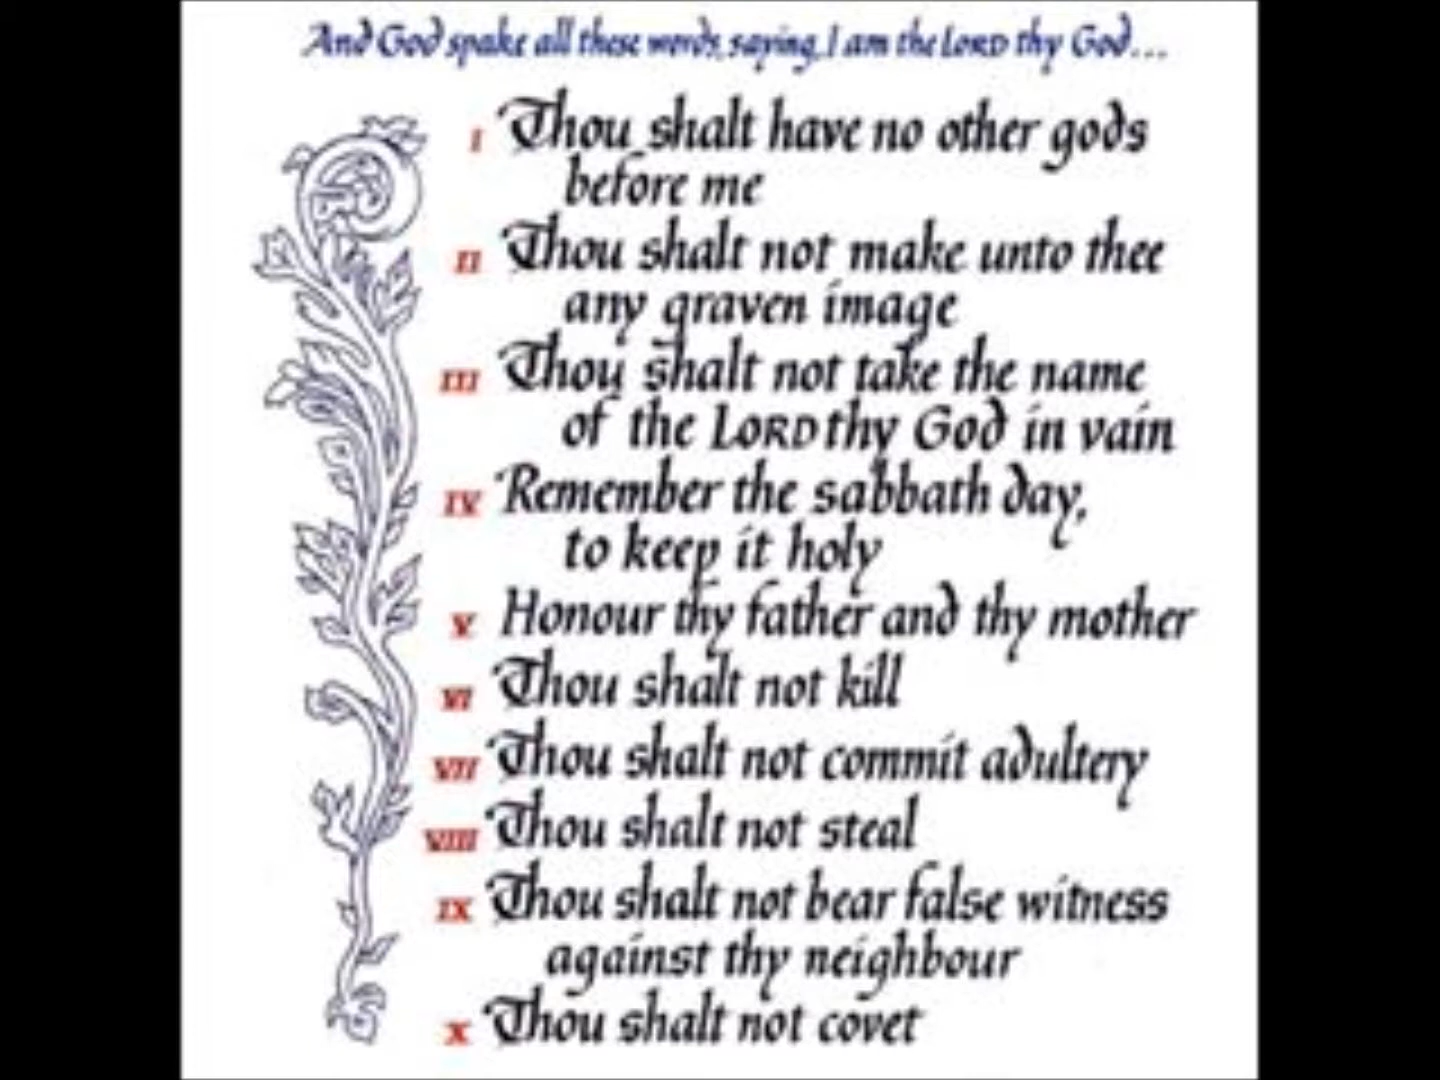 And God spake all these words, saying, I am the LORD thy God...
I Thou shalt have no other gods
before me
II Thou shalt not make unto thee
any graven image
III Thou shalt not take the name
of the LORD thy God in vain
IV Remember the sabbath day,
to keep it holy
V Honour thy father and thy mother
VI Thou shalt not kill
VII Thou shalt not commit adultery
VIII Thou shalt not steal
IX Thou shalt not bear false witness
against thy neighbour
X Thou shalt not covet